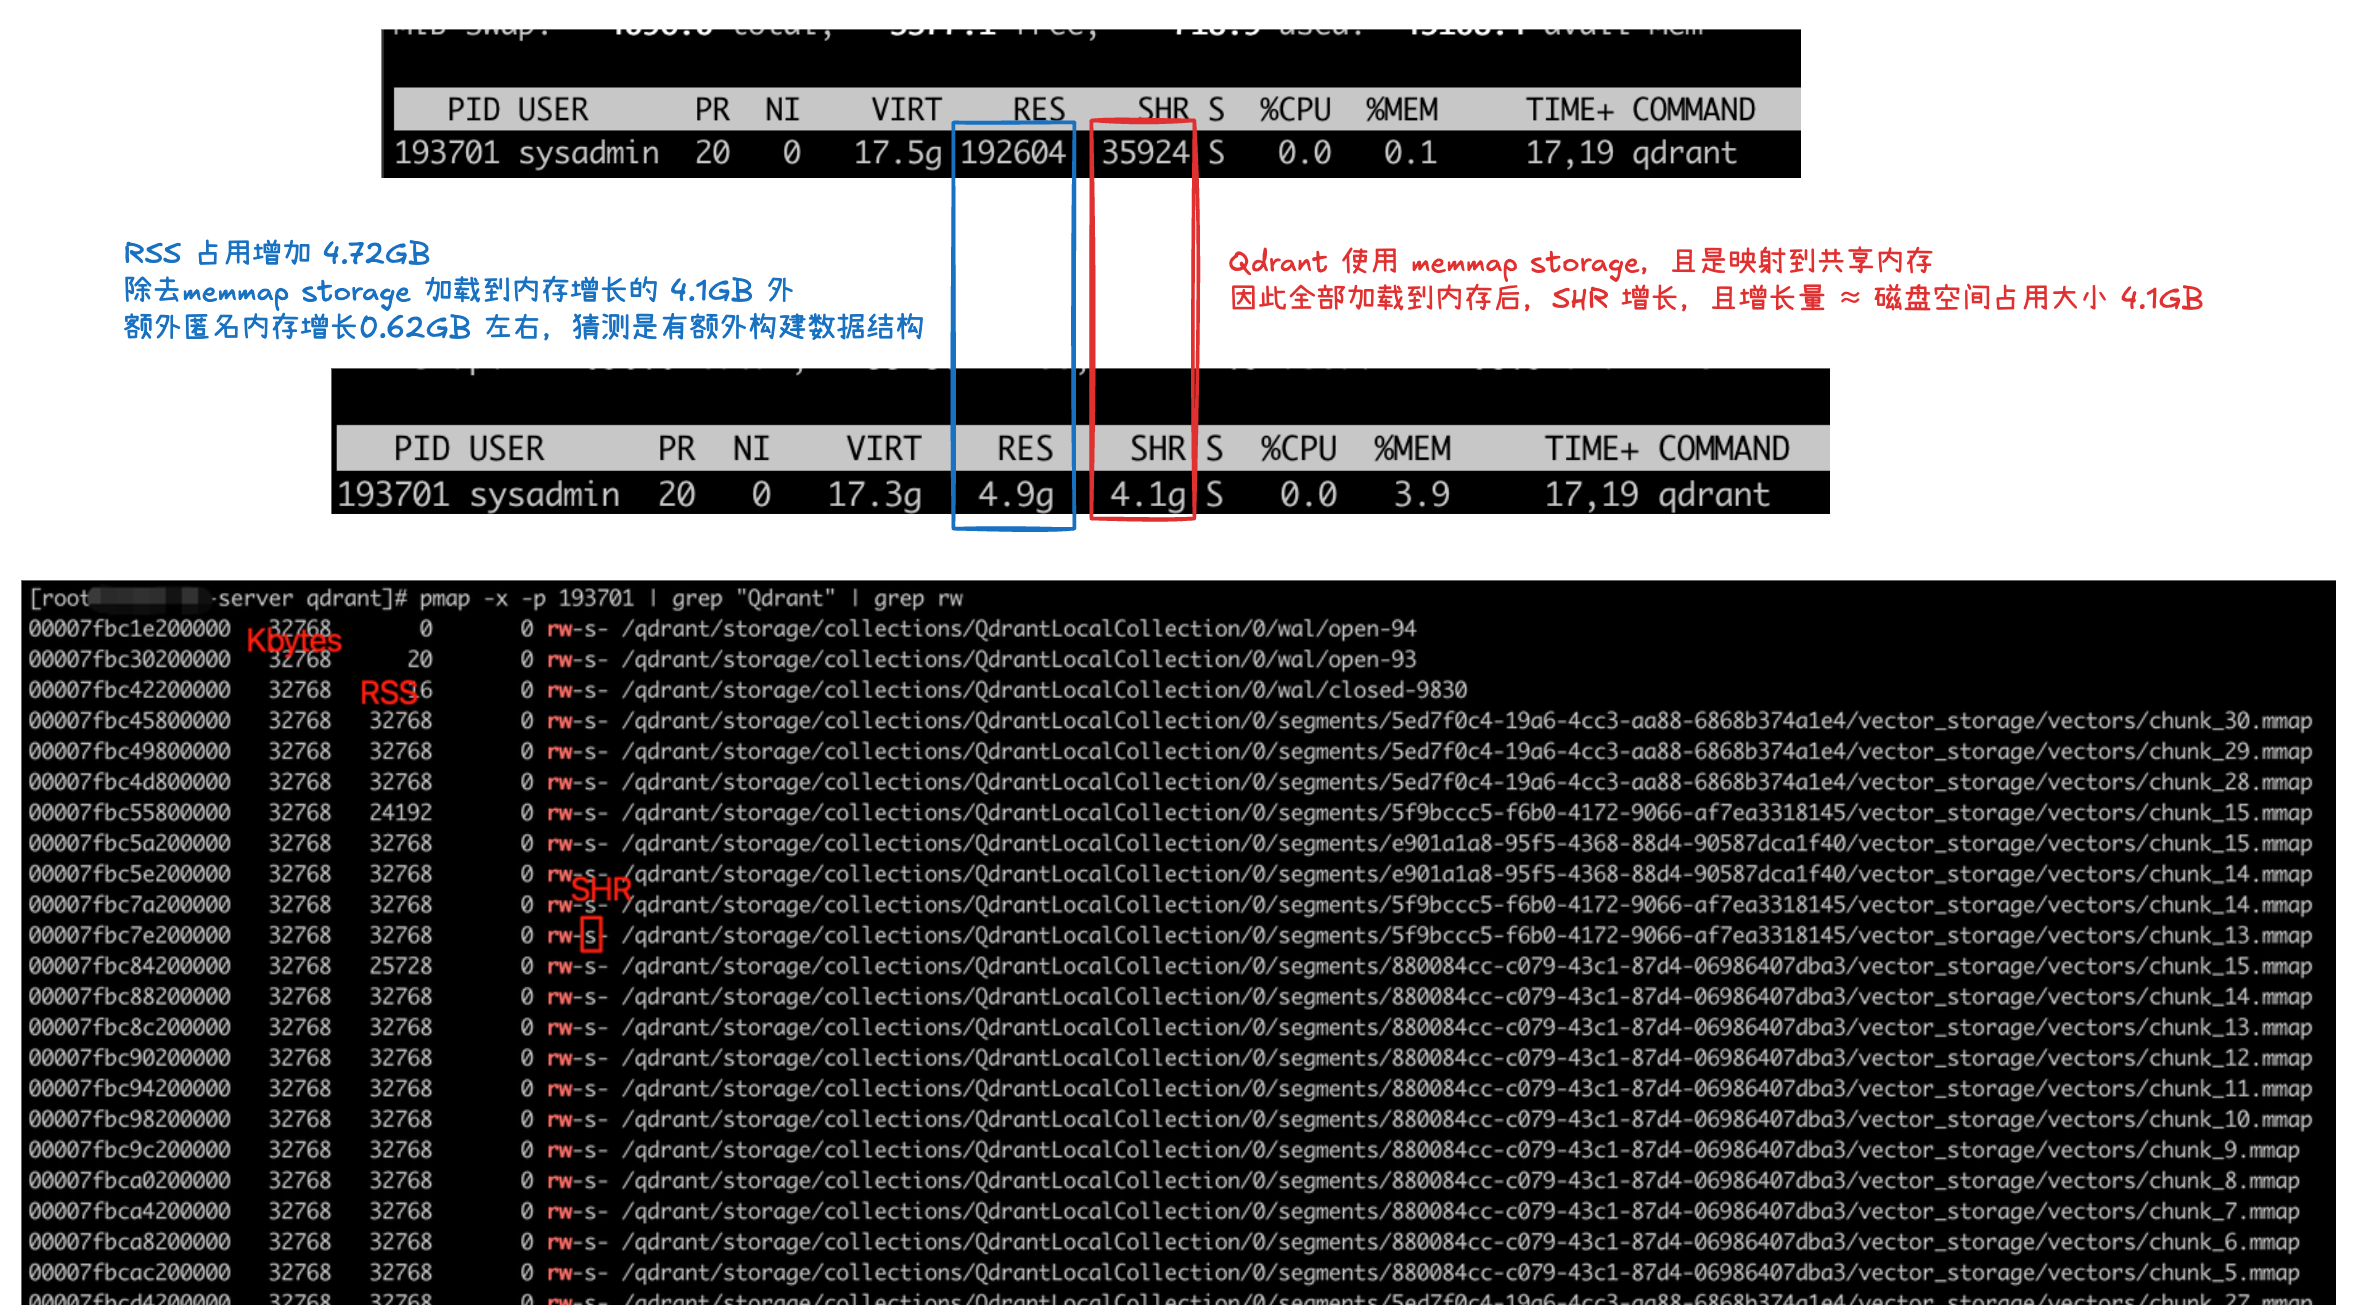 PID USER PR NI VIRT RES SHR S %CPU %MEM TIME+ COMMAND
193701 sysadmin 20 0 17.5g 192604 35924 S 0.0 0.1 17,19 qdrant
RSS 占用增加 4.72GB
除去memmap storage 加载到内存增长的 4.1GB 外
额外匿名内存增长0.62GB 左右，猜测是有额外构建数据结构
Qdrant 使用 memmap storage，且是映射到共享内存
因此全部加载到内存后，SHR 增长，且增长量 ≈ 磁盘空间占用大小 4.1GB
PID USER PR NI VIRT RES SHR S %CPU %MEM TIME+ COMMAND
193701 sysadmin 20 0 17.3g 4.9g 4.1g S 0.0 3.9 17,19 qdrant
[root -server qdrant]# pmap -x -p 193701 | grep "Qdrant" | grep rw
00007fbc1e200000 32768 0 0 rw-s- /qdrant/storage/collections/QdrantLocalCollection/0/wal/open-94
Kbytes
00007fbc30200000 32768 20 0 rw-s- /qdrant/storage/collections/QdrantLocalCollection/0/wal/open-93
00007fbc42200000 32768 16 0 rw-s- /qdrant/storage/collections/QdrantLocalCollection/0/wal/closed-9830
RSS
00007fbc45800000 32768 32768 0 rw-s- /qdrant/storage/collections/QdrantLocalCollection/0/segments/5ed7f0c4-19a6-4cc3-aa88-6868b374a1e4/vector_storage/vectors/chunk_30.mmap
00007fbc49800000 32768 32768 0 rw-s- /qdrant/storage/collections/QdrantLocalCollection/0/segments/5ed7f0c4-19a6-4cc3-aa88-6868b374a1e4/vector_storage/vectors/chunk_29.mmap
00007fbc4d800000 32768 32768 0 rw-s- /qdrant/storage/collections/QdrantLocalCollection/0/segments/5ed7f0c4-19a6-4cc3-aa88-6868b374a1e4/vector_storage/vectors/chunk_28.mmap
00007fbc55800000 32768 24192 0 rw-s- /qdrant/storage/collections/QdrantLocalCollection/0/segments/5f9bccc5-f6b0-4172-9066-af7ea3318145/vector_storage/vectors/chunk_15.mmap
00007fbc5a200000 32768 32768 0 rw-s- /qdrant/storage/collections/QdrantLocalCollection/0/segments/e901a1a8-95f5-4368-88d4-90587dca1f40/vector_storage/vectors/chunk_15.mmap
00007fbc5e200000 32768 32768 0 rw-s- /qdrant/storage/collections/QdrantLocalCollection/0/segments/e901a1a8-95f5-4368-88d4-90587dca1f40/vector_storage/vectors/chunk_14.mmap
SHR
00007fbc7a200000 32768 32768 0 rw-s- /qdrant/storage/collections/QdrantLocalCollection/0/segments/5f9bccc5-f6b0-4172-9066-af7ea3318145/vector_storage/vectors/chunk_14.mmap
00007fbc7e200000 32768 32768 0 rw-s- /qdrant/storage/collections/QdrantLocalCollection/0/segments/5f9bccc5-f6b0-4172-9066-af7ea3318145/vector_storage/vectors/chunk_13.mmap
00007fbc84200000 32768 25728 0 rw-s- /qdrant/storage/collections/QdrantLocalCollection/0/segments/880084cc-c079-43c1-87d4-06986407dba3/vector_storage/vectors/chunk_15.mmap
00007fbc88200000 32768 32768 0 rw-s- /qdrant/storage/collections/QdrantLocalCollection/0/segments/880084cc-c079-43c1-87d4-06986407dba3/vector_storage/vectors/chunk_14.mmap
00007fbc8c200000 32768 32768 0 rw-s- /qdrant/storage/collections/QdrantLocalCollection/0/segments/880084cc-c079-43c1-87d4-06986407dba3/vector_storage/vectors/chunk_13.mmap
00007fbc90200000 32768 32768 0 rw-s- /qdrant/storage/collections/QdrantLocalCollection/0/segments/880084cc-c079-43c1-87d4-06986407dba3/vector_storage/vectors/chunk_12.mmap
00007fbc94200000 32768 32768 0 rw-s- /qdrant/storage/collections/QdrantLocalCollection/0/segments/880084cc-c079-43c1-87d4-06986407dba3/vector_storage/vectors/chunk_11.mmap
00007fbc98200000 32768 32768 0 rw-s- /qdrant/storage/collections/QdrantLocalCollection/0/segments/880084cc-c079-43c1-87d4-06986407dba3/vector_storage/vectors/chunk_10.mmap
00007fbc9c200000 32768 32768 0 rw-s- /qdrant/storage/collections/QdrantLocalCollection/0/segments/880084cc-c079-43c1-87d4-06986407dba3/vector_storage/vectors/chunk_9.mmap
00007fbca0200000 32768 32768 0 rw-s- /qdrant/storage/collections/QdrantLocalCollection/0/segments/880084cc-c079-43c1-87d4-06986407dba3/vector_storage/vectors/chunk_8.mmap
00007fbca4200000 32768 32768 0 rw-s- /qdrant/storage/collections/QdrantLocalCollection/0/segments/880084cc-c079-43c1-87d4-06986407dba3/vector_storage/vectors/chunk_7.mmap
00007fbca8200000 32768 32768 0 rw-s- /qdrant/storage/collections/QdrantLocalCollection/0/segments/880084cc-c079-43c1-87d4-06986407dba3/vector_storage/vectors/chunk_6.mmap
00007fbcac200000 32768 32768 0 rw-s- /qdrant/storage/collections/QdrantLocalCollection/0/segments/880084cc-c079-43c1-87d4-06986407dba3/vector_storage/vectors/chunk_5.mmap
00007fbcd4200000 32768 32768 0 rw-s- /qdrant/storage/collections/QdrantLocalCollection/0/segments/5ed7f0c4-19a6-4cc3-aa88-6868b374a1e4/vector_storage/vectors/chunk_27.mmap